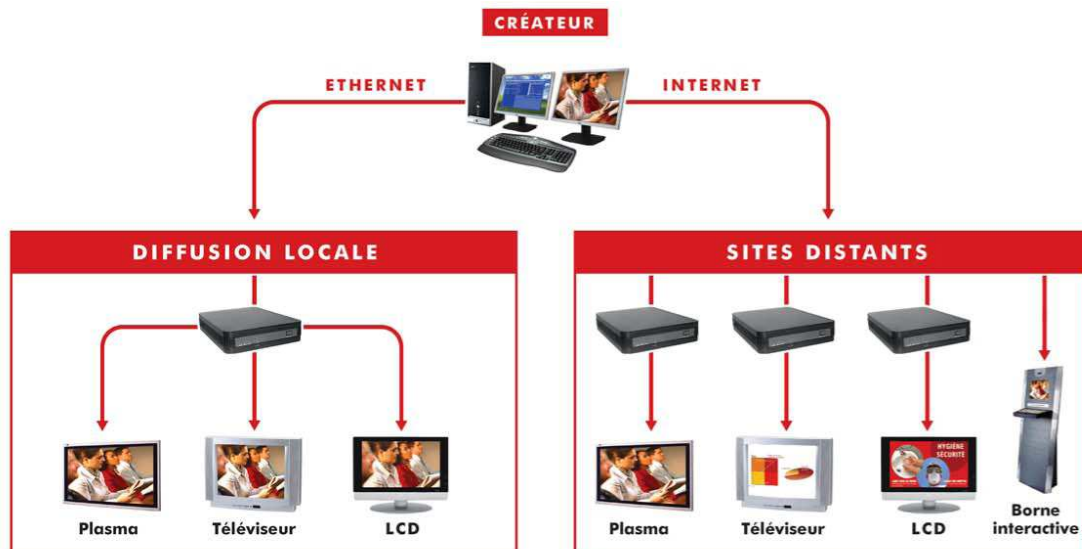 CRÉATEUR
ETHERNET
INTERNET
DIFFUSION LOCALE
SITES DISTANTS
HYGIÈNE
SÉCURITÉ
Plasma
Téléviseur
LCD
Plasma
Téléviseur
LCD
Borne
interactive